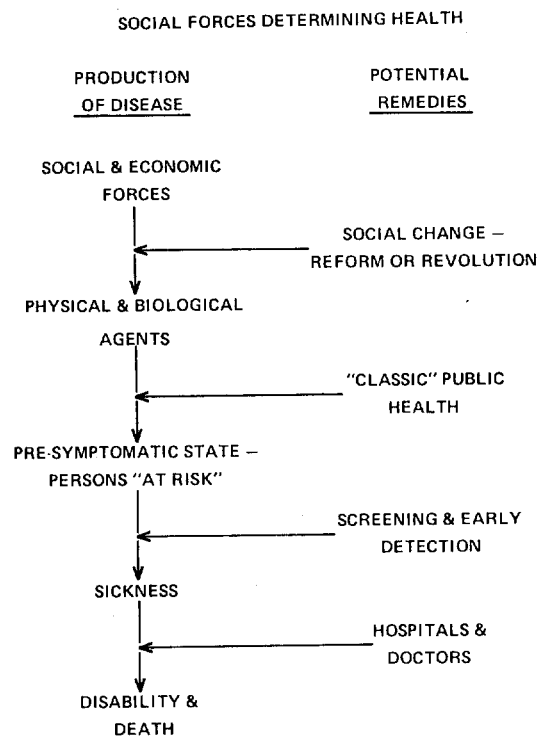 SOCIAL FORCES DETERMINING HEALTH
PRODUCTION
OF DISEASE
POTENTIAL
REMEDIES
SOCIAL & ECONOMIC
FORCES
SOCIAL CHANGE —
REFORM OR REVOLUTION
PHYSICAL & BIOLOGICAL
AGENTS
"CLASSIC" PUBLIC
HEALTH
PRE-SYMPTOMATIC STATE —
PERSONS "AT RISK"
SCREENING & EARLY
DETECTION
SICKNESS
HOSPITALS &
DOCTORS
DISABILITY &
DEATH